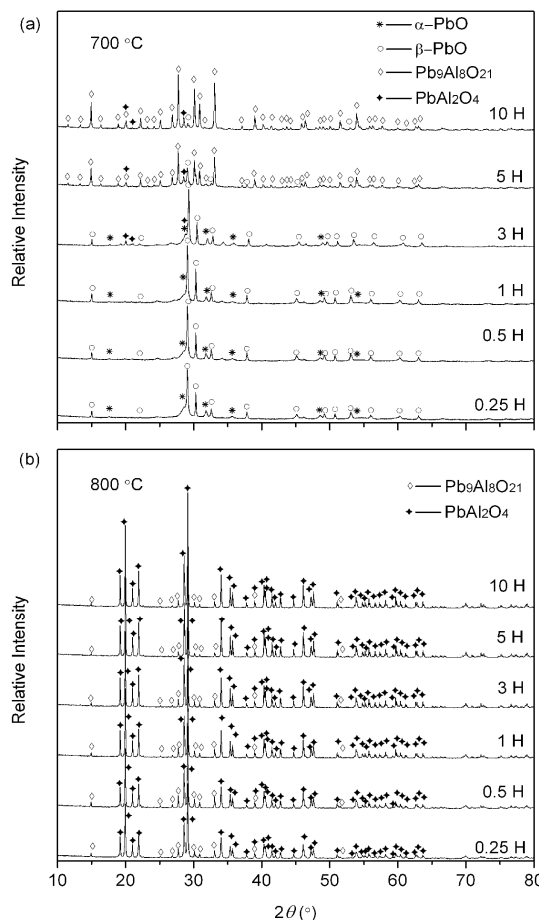 (a)
700 °C
α–PbO
β–PbO
Pb9Al8O21
PbAl2O4
10 H
5 H
3 H
1 H
0.5 H
0.25 H
Relative Intensity
(b)
800 °C
Pb9Al8O21
PbAl2O4
10 H
5 H
3 H
1 H
0.5 H
0.25 H
Relative Intensity
10 20 30 40 50 60 70 80
2θ (°)